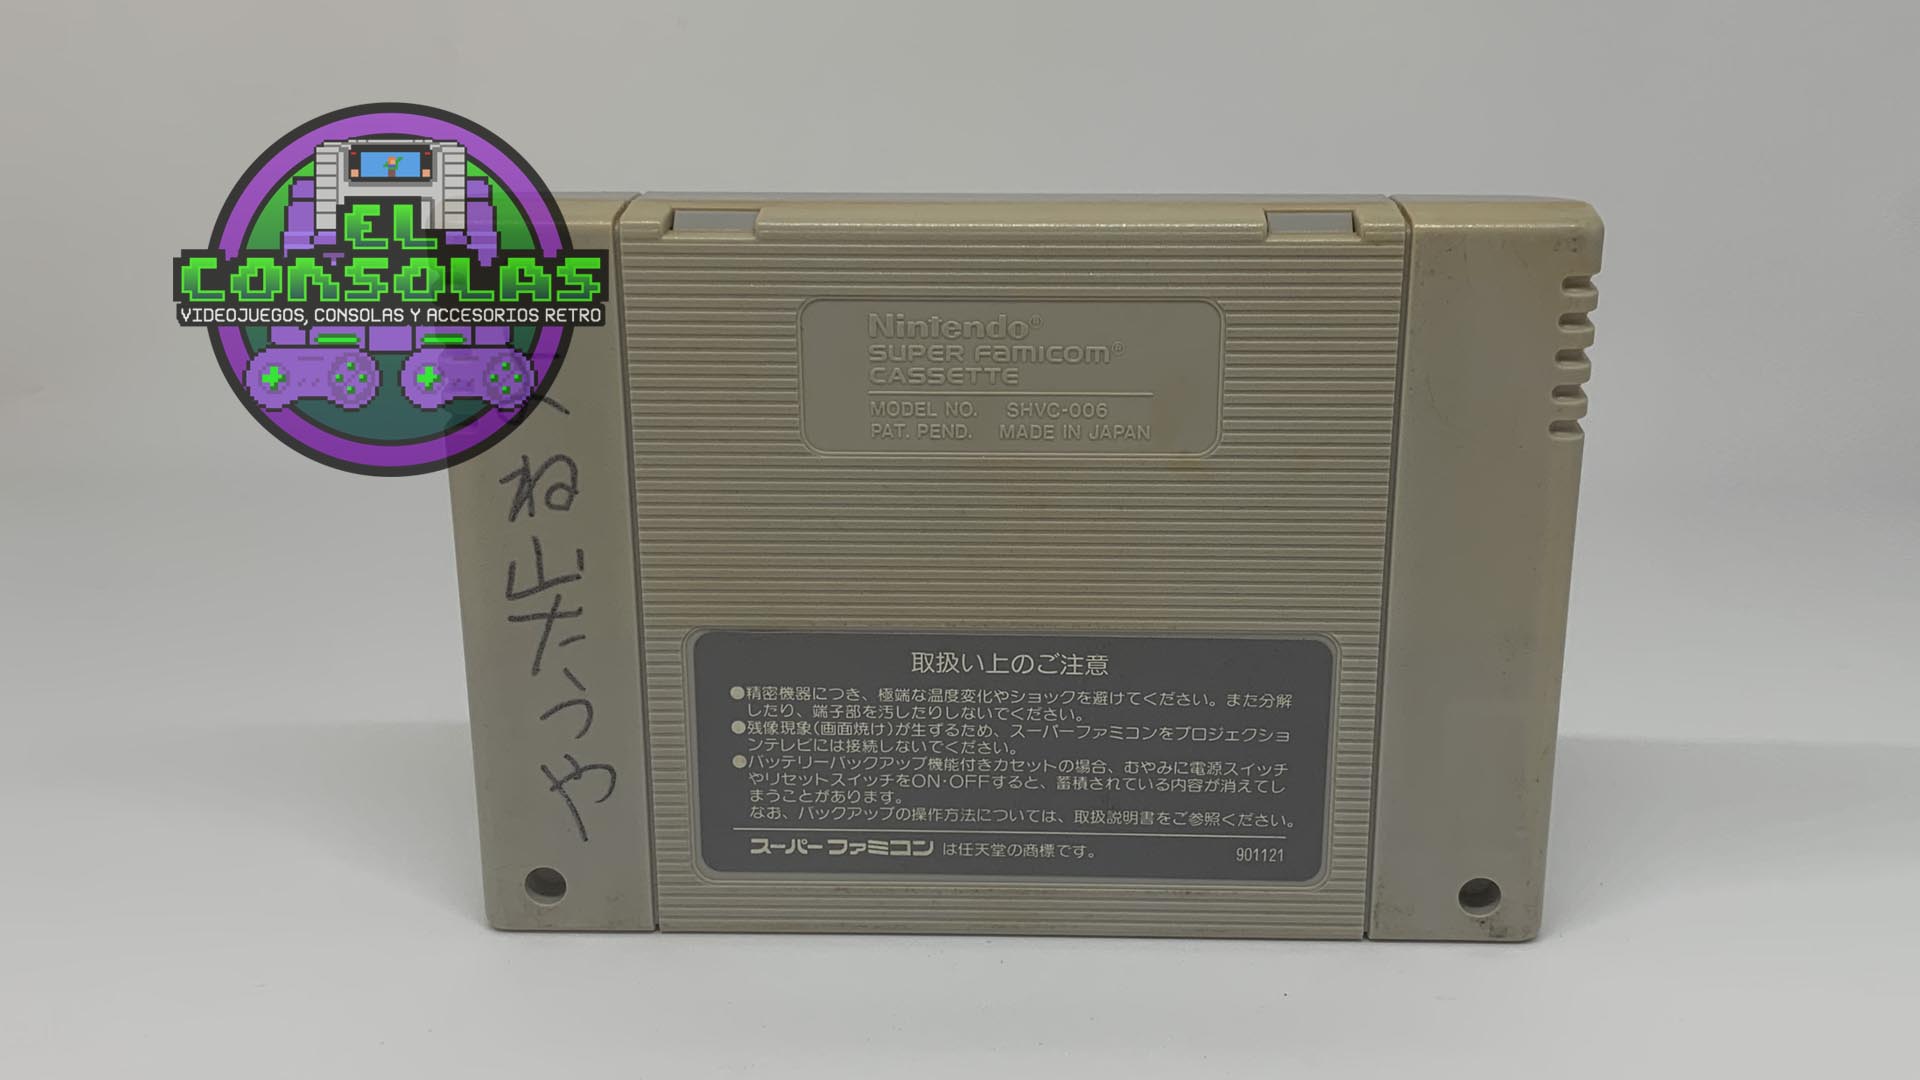 EL
CONSOLAS
VIDEOJUEGOS, CONSOLAS Y ACCESORIOS RETRO
Nintendo®
SUPER FAMICOM®
CASSETTE
MODEL NO. SHVC-006
PAT. PEND. MADE IN JAPAN
取扱い上のご注意
●精密機器につき、極端な温度変化やショックを避けてください。また分解
したり、端子部を汚したりしないでください。
●残像現象(画面焼け)が生ずるため、スーパーファミコンをプロジェクショ
ンテレビには接続しないでください。
●バッテリーバックアップ機能付きカセットの場合、むやみに電源スイッチ
やリセットスイッチをON・OFFすると、蓄積されている内容が消えてし
まうことがあります。
なお、バックアップの操作方法については、取扱説明書をご参照ください。
スーパーファミコン は任天堂の商標です。
901121